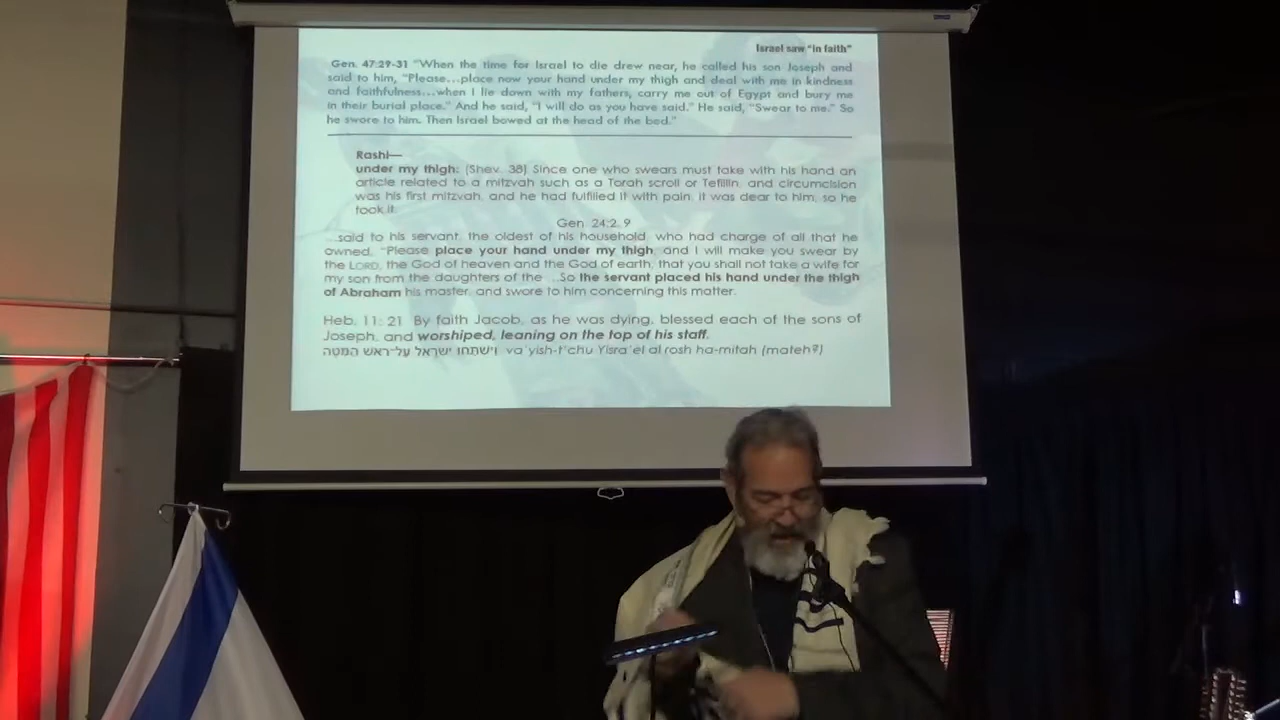 Israel saw "in faith"
Gen. 47:29-31 "When the time for Israel to die drew near, he called his son Joseph and
said to him, "Please...place now your hand under my thigh and deal with me in kindness
and faithfulness...when I lie down with my fathers, carry me out of Egypt and bury me
in their burial place." And he said, "I will do as you have said." He said, "Swear to me." So
he swore to him. Then Israel bowed at the head of the bed."
Rashi—
under my thigh: (Shev. 38) Since one who swears must take with his hand an
article related to a mitzvah such as a Torah scroll or Tefillin, and circumcision
was his first mitzvah, and he had fulfilled it with pain, it was dear to him, so he
took it.
Gen. 24:2, 9
...said to his servant, the oldest of his household, who had charge of all that he
owned, "Please place your hand under my thigh, and I will make you swear by
the LORD, the God of heaven and the God of earth, that you shall not take a wife for
my son from the daughters of the ...So the servant placed his hand under the thigh
of Abraham his master, and swore to him concerning this matter.
Heb. 11: 21 By faith Jacob, as he was dying, blessed each of the sons of
Joseph, and worshiped, leaning on the top of his staff.
וישתחו ישראל על־ראש המטה va'yish-t'chu Yisra'el al rosh ha-mitah (mateh?)